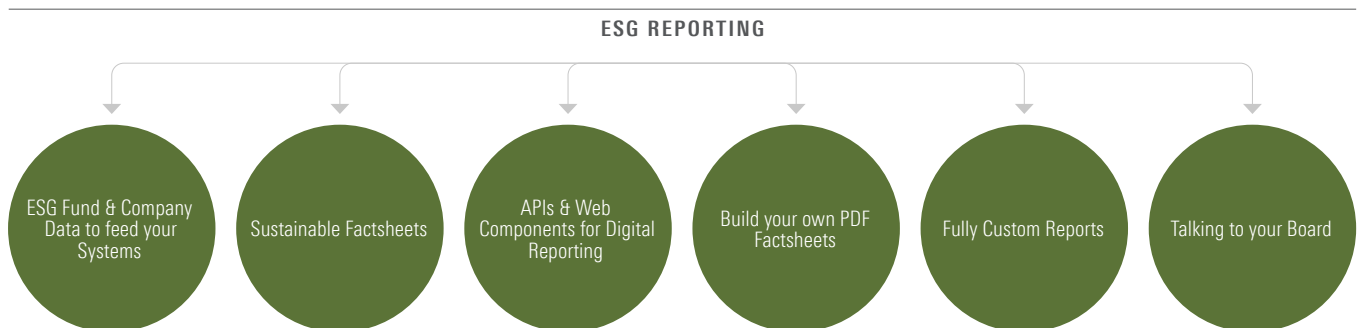 ESG REPORTING
ESG Fund & Company
Data to feed your
Systems
Sustainable Factsheets
APIs & Web
Components for Digital
Reporting
Build your own PDF
Factsheets
Fully Custom Reports
Talking to your Board